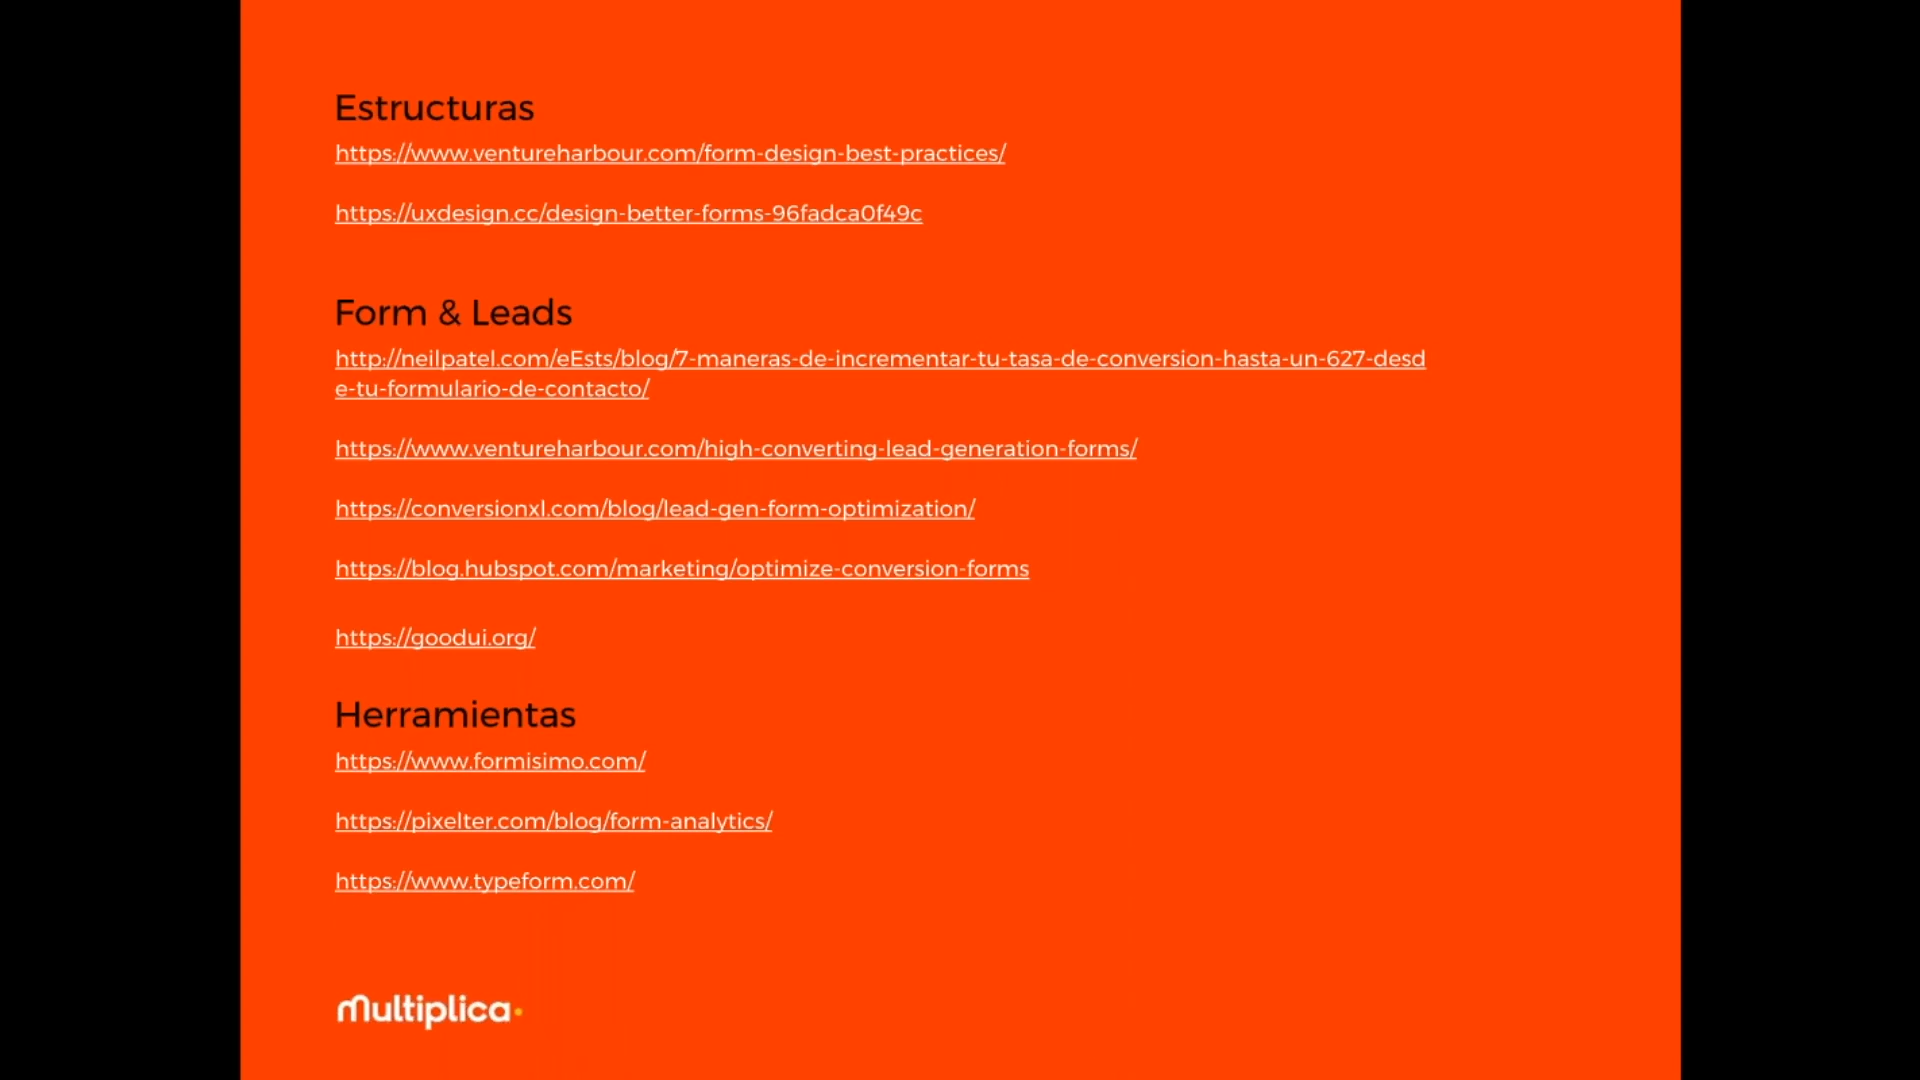 Estructuras
https://www.ventureharbour.com/form-design-best-practices/
https://uxdesign.cc/design-better-forms-96fadca0f49c
Form & Leads
http://neilpatel.com/eEsts/blog/7-maneras-de-incrementar-tu-tasa-de-conversion-hasta-un-627-desd
e-tu-formulario-de-contacto/
https://www.ventureharbour.com/high-converting-lead-generation-forms/
https://conversionxl.com/blog/lead-gen-form-optimization/
https://blog.hubspot.com/marketing/optimize-conversion-forms
https://goodui.org/
Herramientas
https://www.formisimo.com/
https://pixelter.com/blog/form-analytics/
https://www.typeform.com/
multiplica